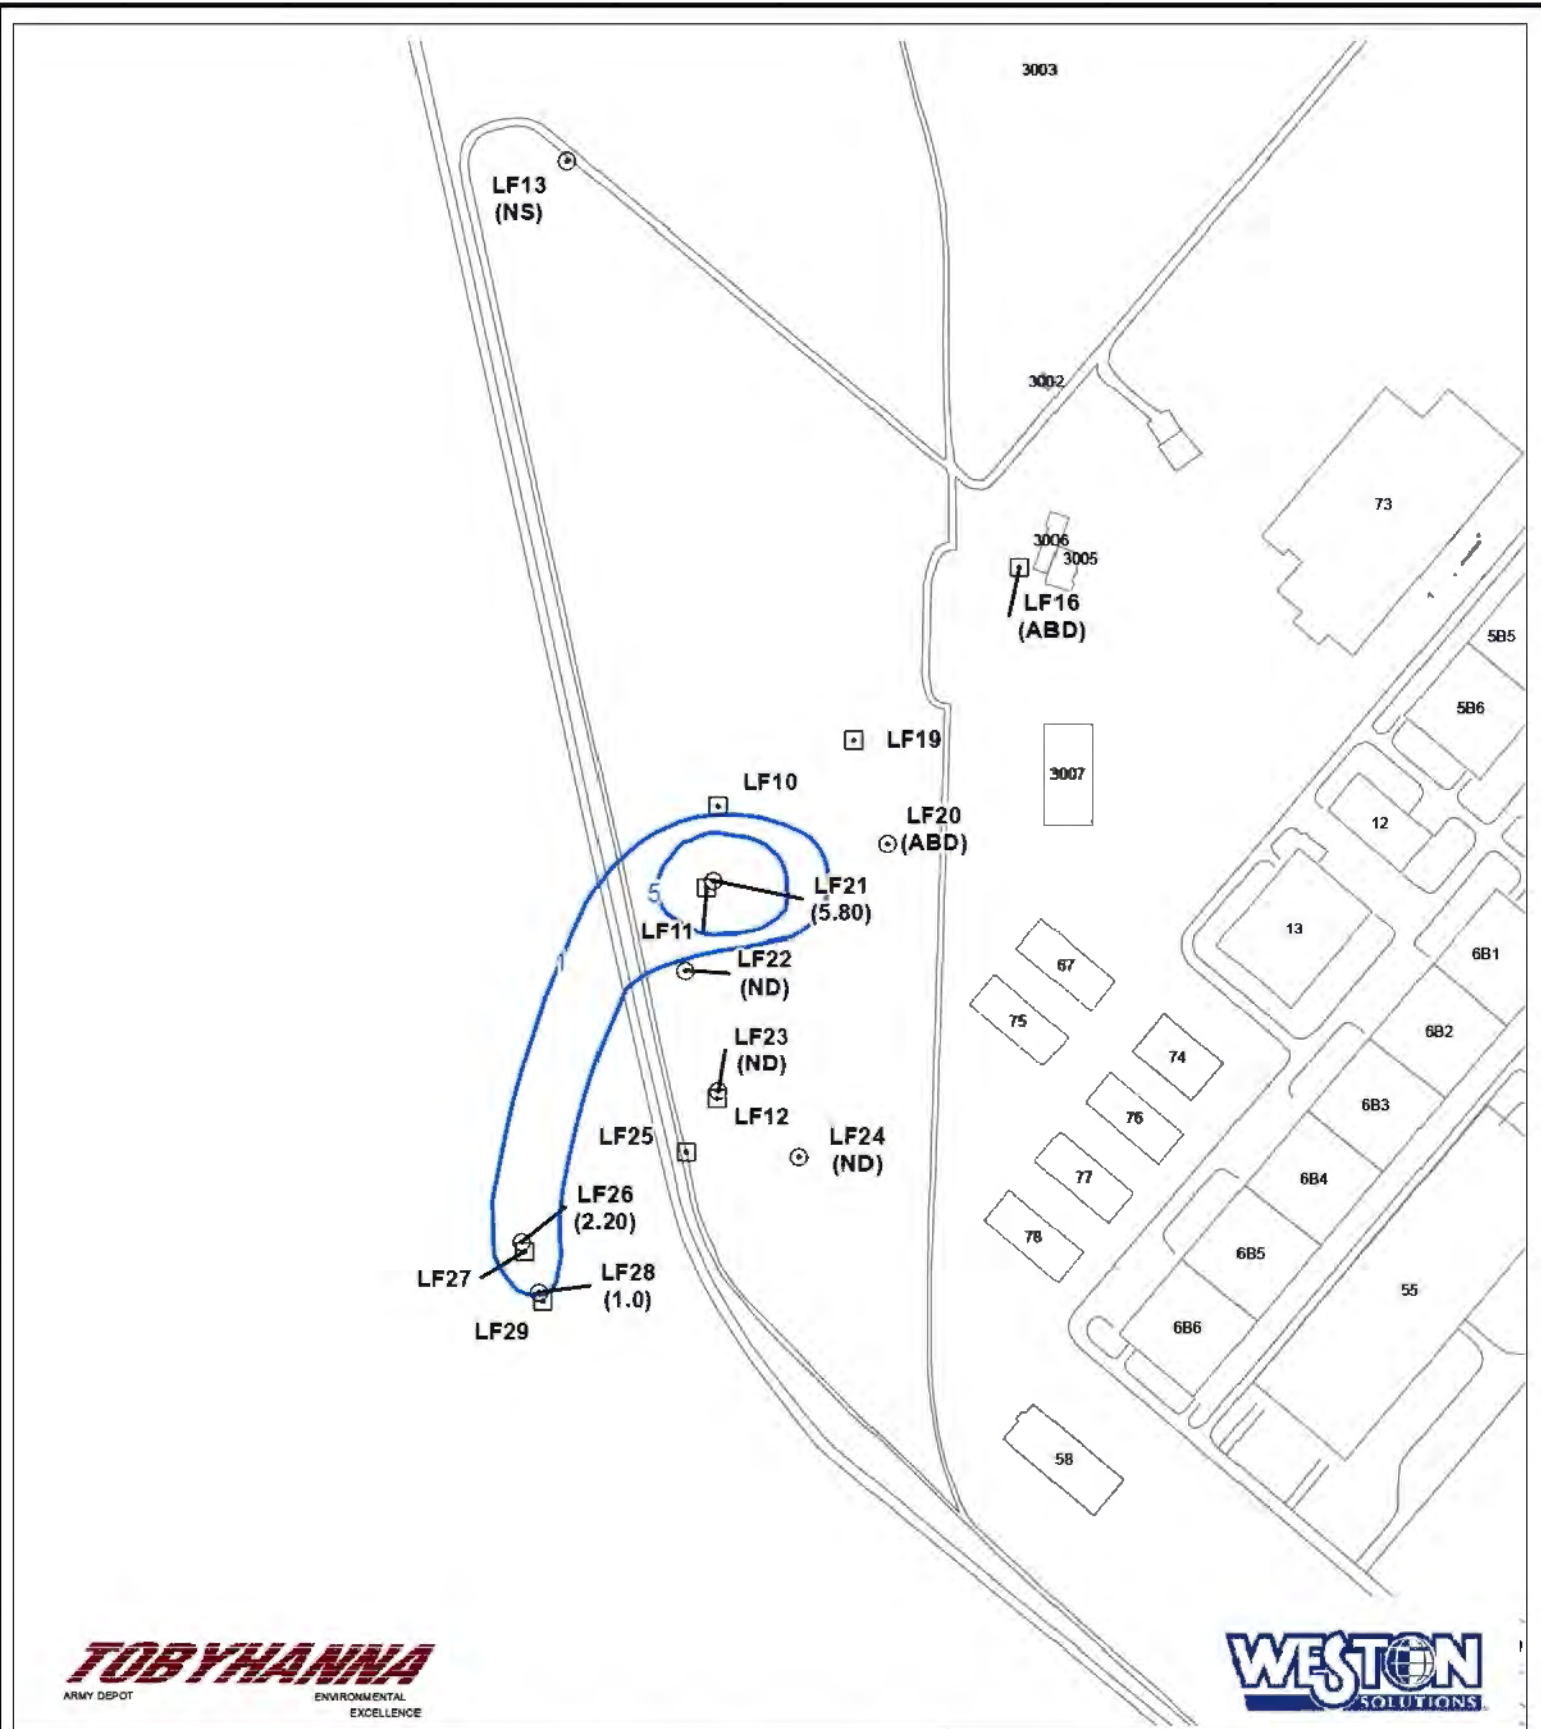 3003
LF13
(NS)
3002
73
3006
3005
LF16
(ABD)
5B5
5B6
LF19
3007
LF10
LF20
(ABD)
12
5
LF21
(5.80)
LF11
13
6B1
1
LF22
(ND)
67
75
6B2
LF23
(ND)
74
LF12
76
6B3
LF25
LF24
(ND)
77
6B4
LF26
(2.20)
78
6B5
LF27
LF28
(1.0)
55
LF29
6B6
58
TOBYHANNA
ARMY DEPOT
ENVIRONMENTAL
EXCELLENCE
WESTON
SOLUTIONS